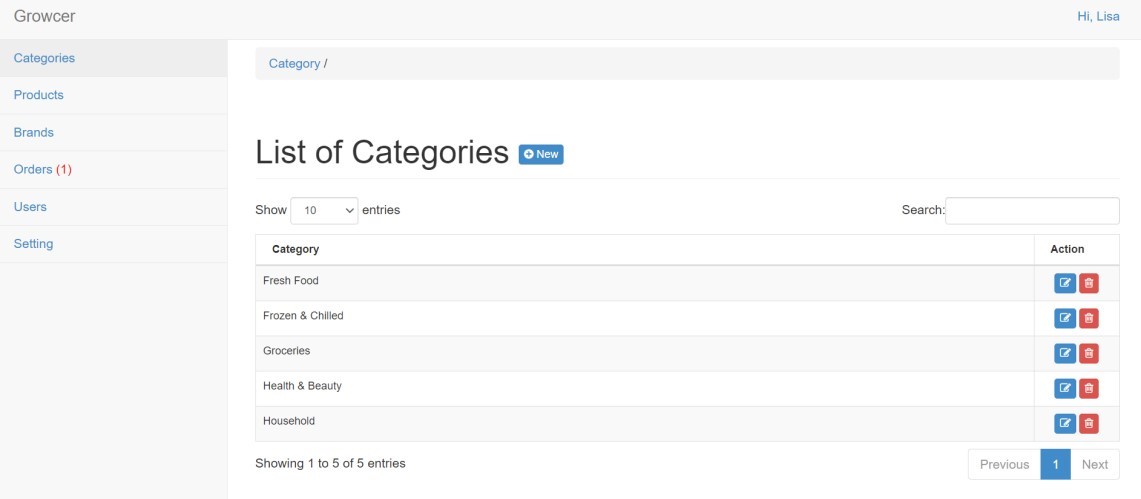 Growcer
Hi, Lisa
Categories
Products
Brands
Orders (1)
Users
Setting
Category /
List of Categories New
Show 10 entries
Search:
Category Action
Fresh Food
Frozen & Chilled
Groceries
Health & Beauty
Household
Showing 1 to 5 of 5 entries
Previous 1 Next